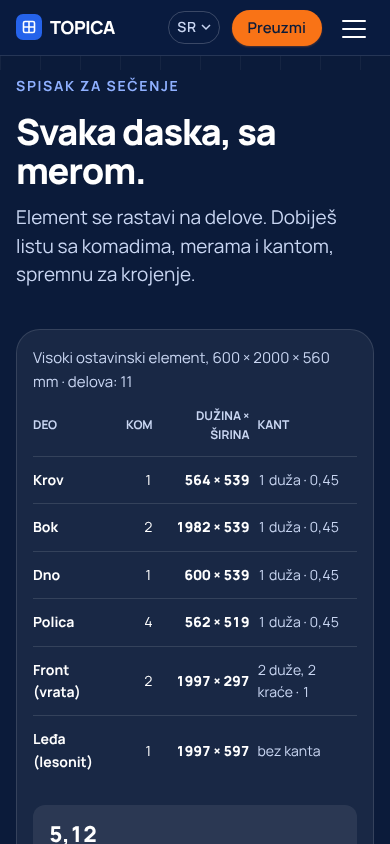 TOPICA
SR
Preuzmi
SPISAK ZA SEČENJE
Svaka daska, sa
merom.
Element se rastavi na delove. Dobiješ
listu sa komadima, merama i kantom,
spremnu za krojenje.
Visoki ostavinski element, 600 × 2000 × 560
mm · delova: 11
DEO KOM DUŽINA × ŠIRINA KANT
Krov 1 564 × 539 1 duža · 0,45
Bok 2 1982 × 539 1 duža · 0,45
Dno 1 600 × 539 1 duža · 0,45
Polica 4 562 × 519 1 duža · 0,45
Front (vrata) 2 1997 × 297 2 duže, 2 kraće · 1
Leđa (lesonit) 1 1997 × 597 bez kanta
5,12